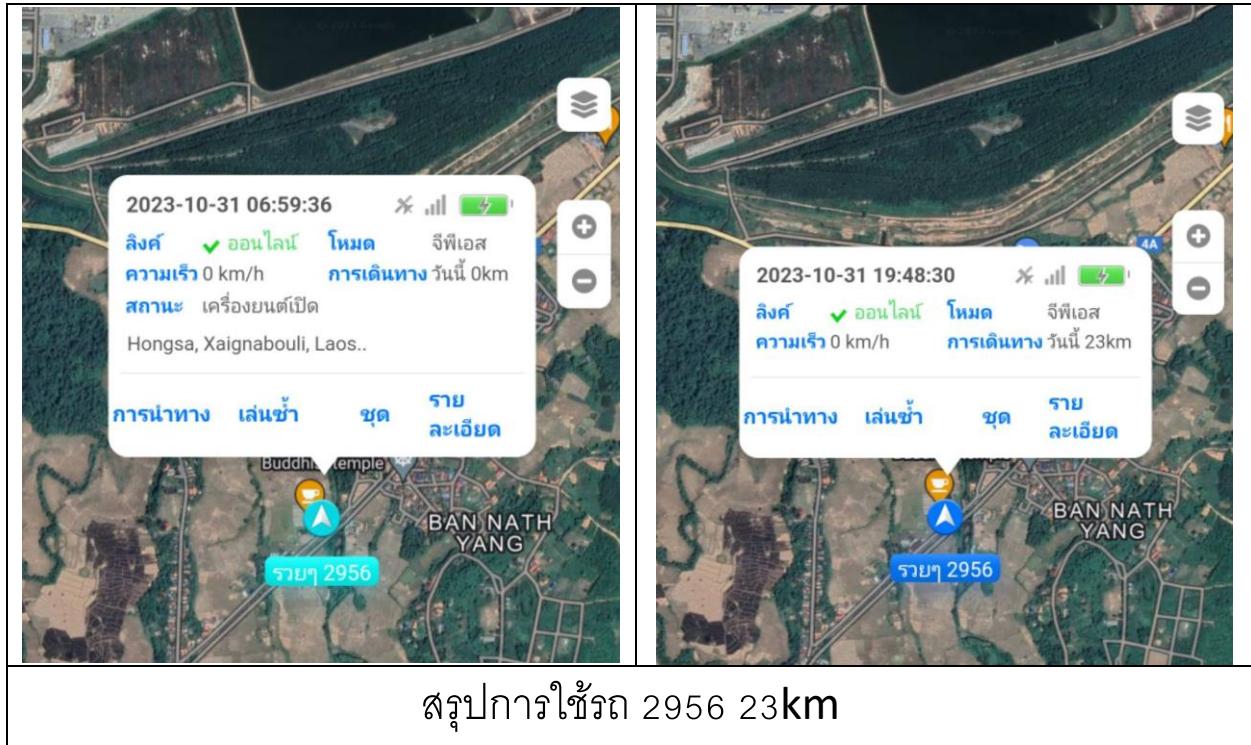 2023-10-31 06:59:36
ลิงค์ ออนไลน์ โหมด จีพีเอส
ความเร็ว 0 km/h การเดินทาง วันนี้ 0km
สถานะ เครื่องยนต์เปิด
Hongsa, Xaignabouli, Laos..
การนำทาง เล่นซ้ำ ชุด ราย
ละเอียด
BAN NATH
YANG
รวยๆ 2956
4A
2023-10-31 19:48:30
ลิงค์ ออนไลน์ โหมด จีพีเอส
ความเร็ว 0 km/h การเดินทาง วันนี้ 23km
การนำทาง เล่นซ้ำ ชุด ราย
ละเอียด
BAN NATH
YANG
รวยๆ 2956
สรุปการใช้รถ 2956 23km